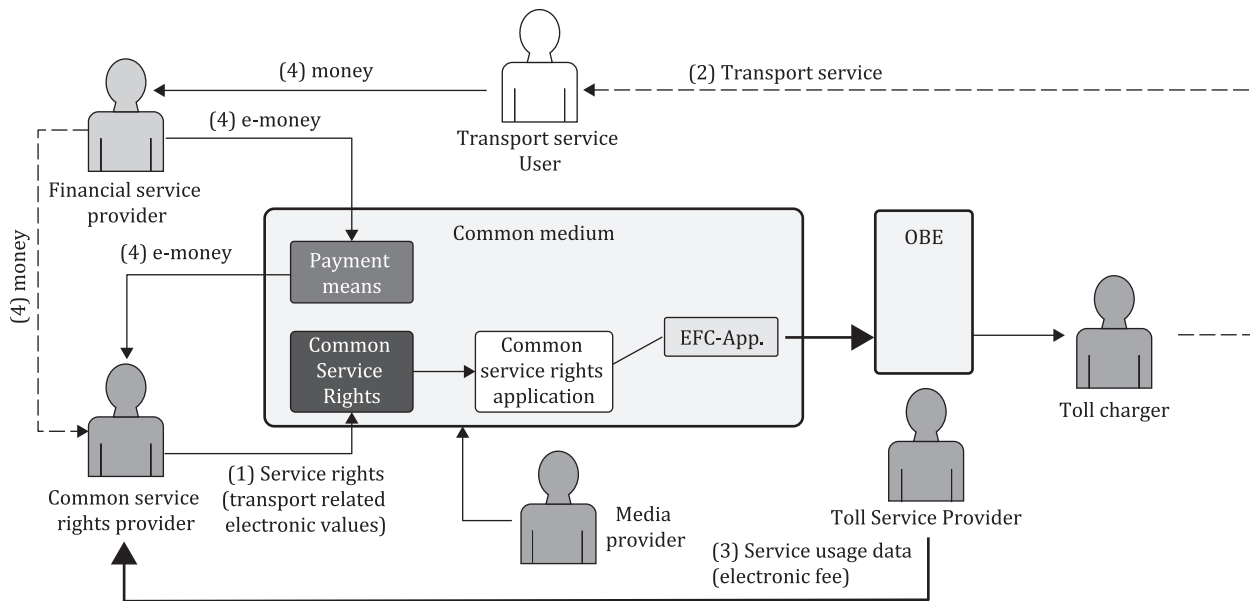 (4) money
(2) Transport service
(4) e-money
Transport service
User
Financial service
provider
Common medium
OBE
(4) money
(4) e-money
Payment
means
Common
Service
Rights
Common
service rights
application
EFC-App.
Toll charger
(1) Service rights
(transport related
electronic values)
Common service
rights provider
Media
provider
Toll Service Provider
(3) Service usage data
(electronic fee)